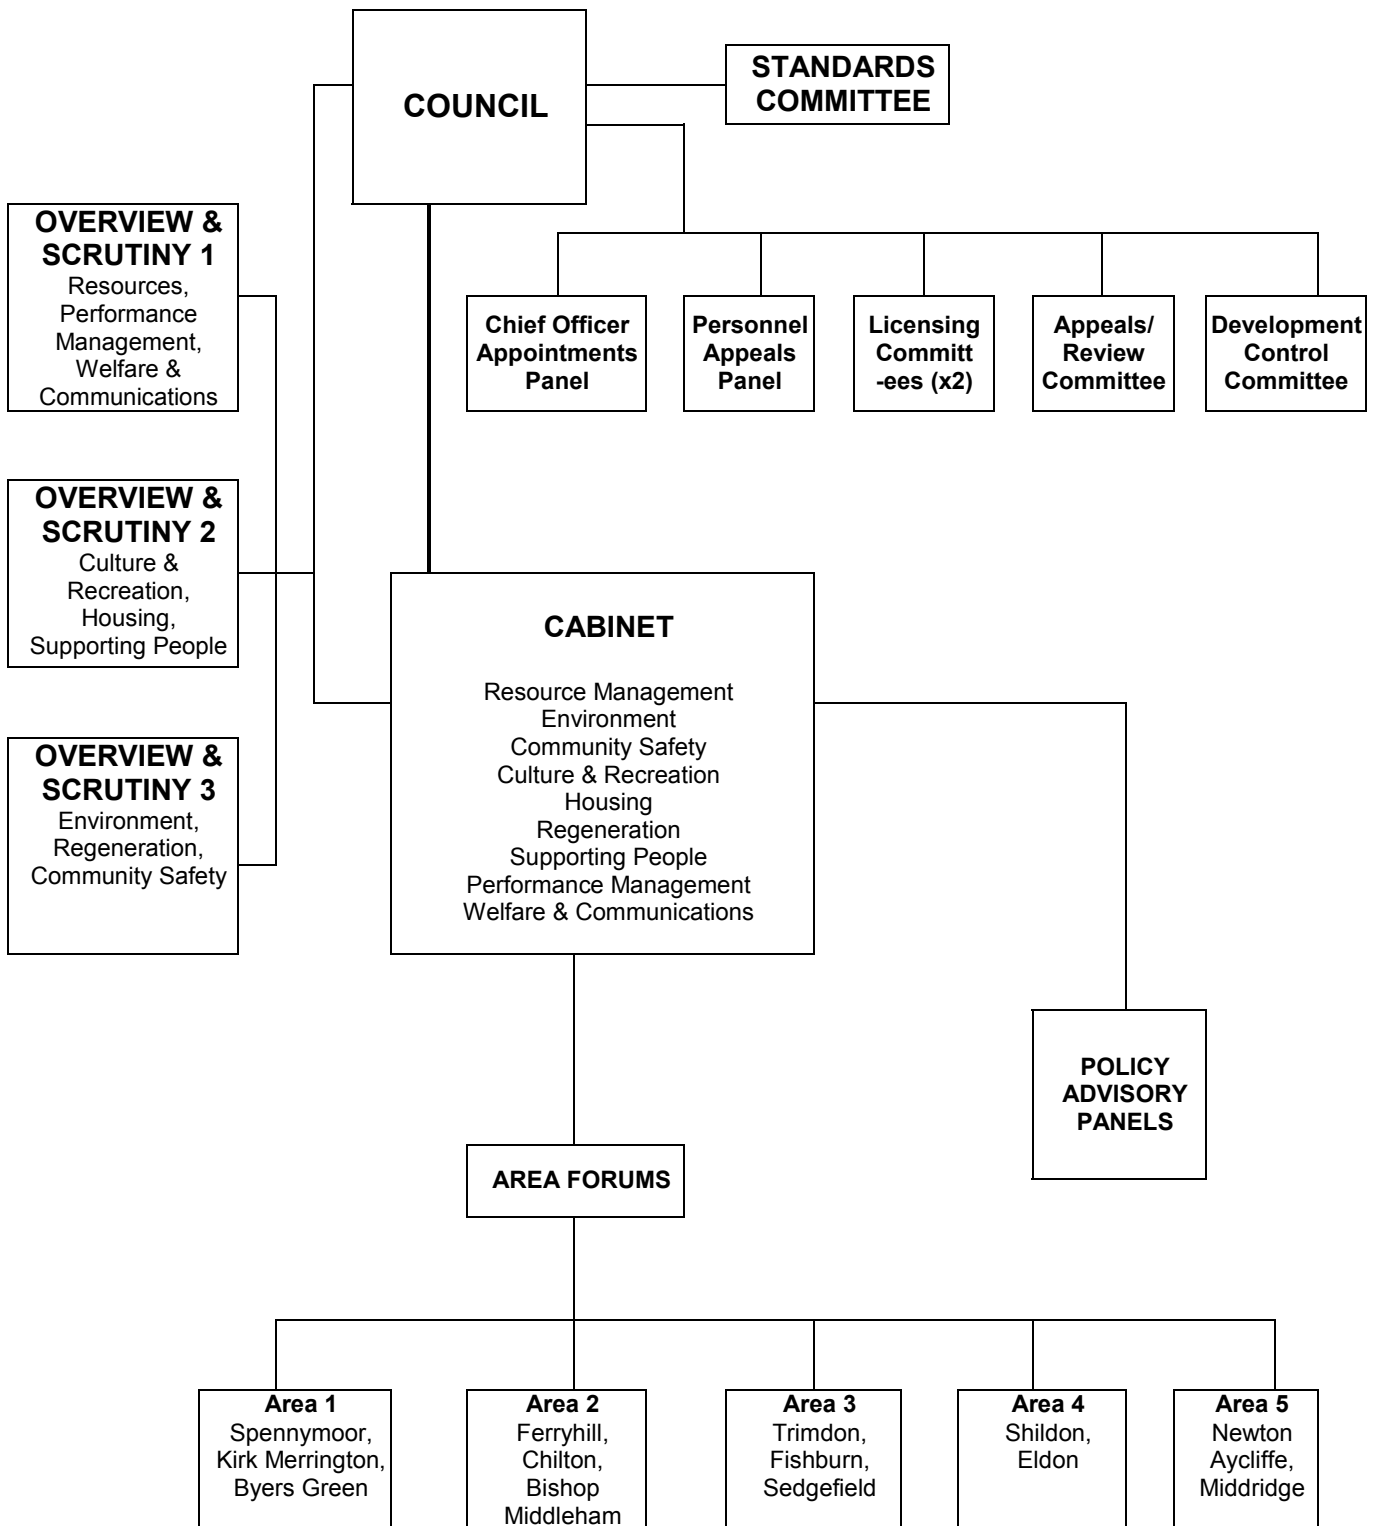 COUNCIL
STANDARDS
COMMITTEE
OVERVIEW &
SCRUTINY 1
Resources,
Performance
Management,
Welfare &
Communications
Chief Officer
Appointments
Panel
Personnel
Appeals
Panel
Licensing
Committ
-ees (x2)
Appeals/
Review
Committee
Development
Control
Committee
OVERVIEW &
SCRUTINY 2
Culture &
Recreation,
Housing,
Supporting People
OVERVIEW &
SCRUTINY 3
Environment,
Regeneration,
Community Safety
CABINET
Resource Management
Environment
Community Safety
Culture & Recreation
Housing
Regeneration
Supporting People
Performance Management
Welfare & Communications
POLICY
ADVISORY
PANELS
AREA FORUMS
Area 1
Spennymoor,
Kirk Merrington,
Byers Green
Area 2
Ferryhill,
Chilton,
Bishop
Middleham
Area 3
Trimdon,
Fishburn,
Sedgefield
Area 4
Shildon,
Eldon
Area 5
Newton
Aycliffe,
Middridge